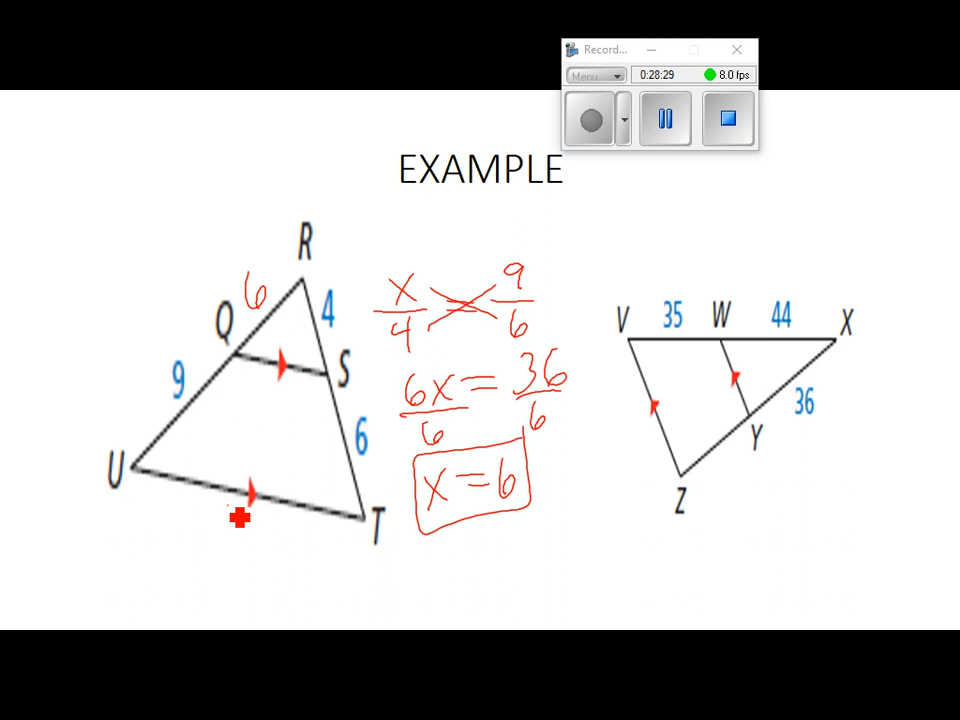 Record...
Menu
0:28:29
8.0 fps
EXAMPLE
R
6
4
Q
S
9
6
U
T
x/4 9/6
6x/6 = 36/6
x = 6
V 35 W 44 X
36
Y
Z